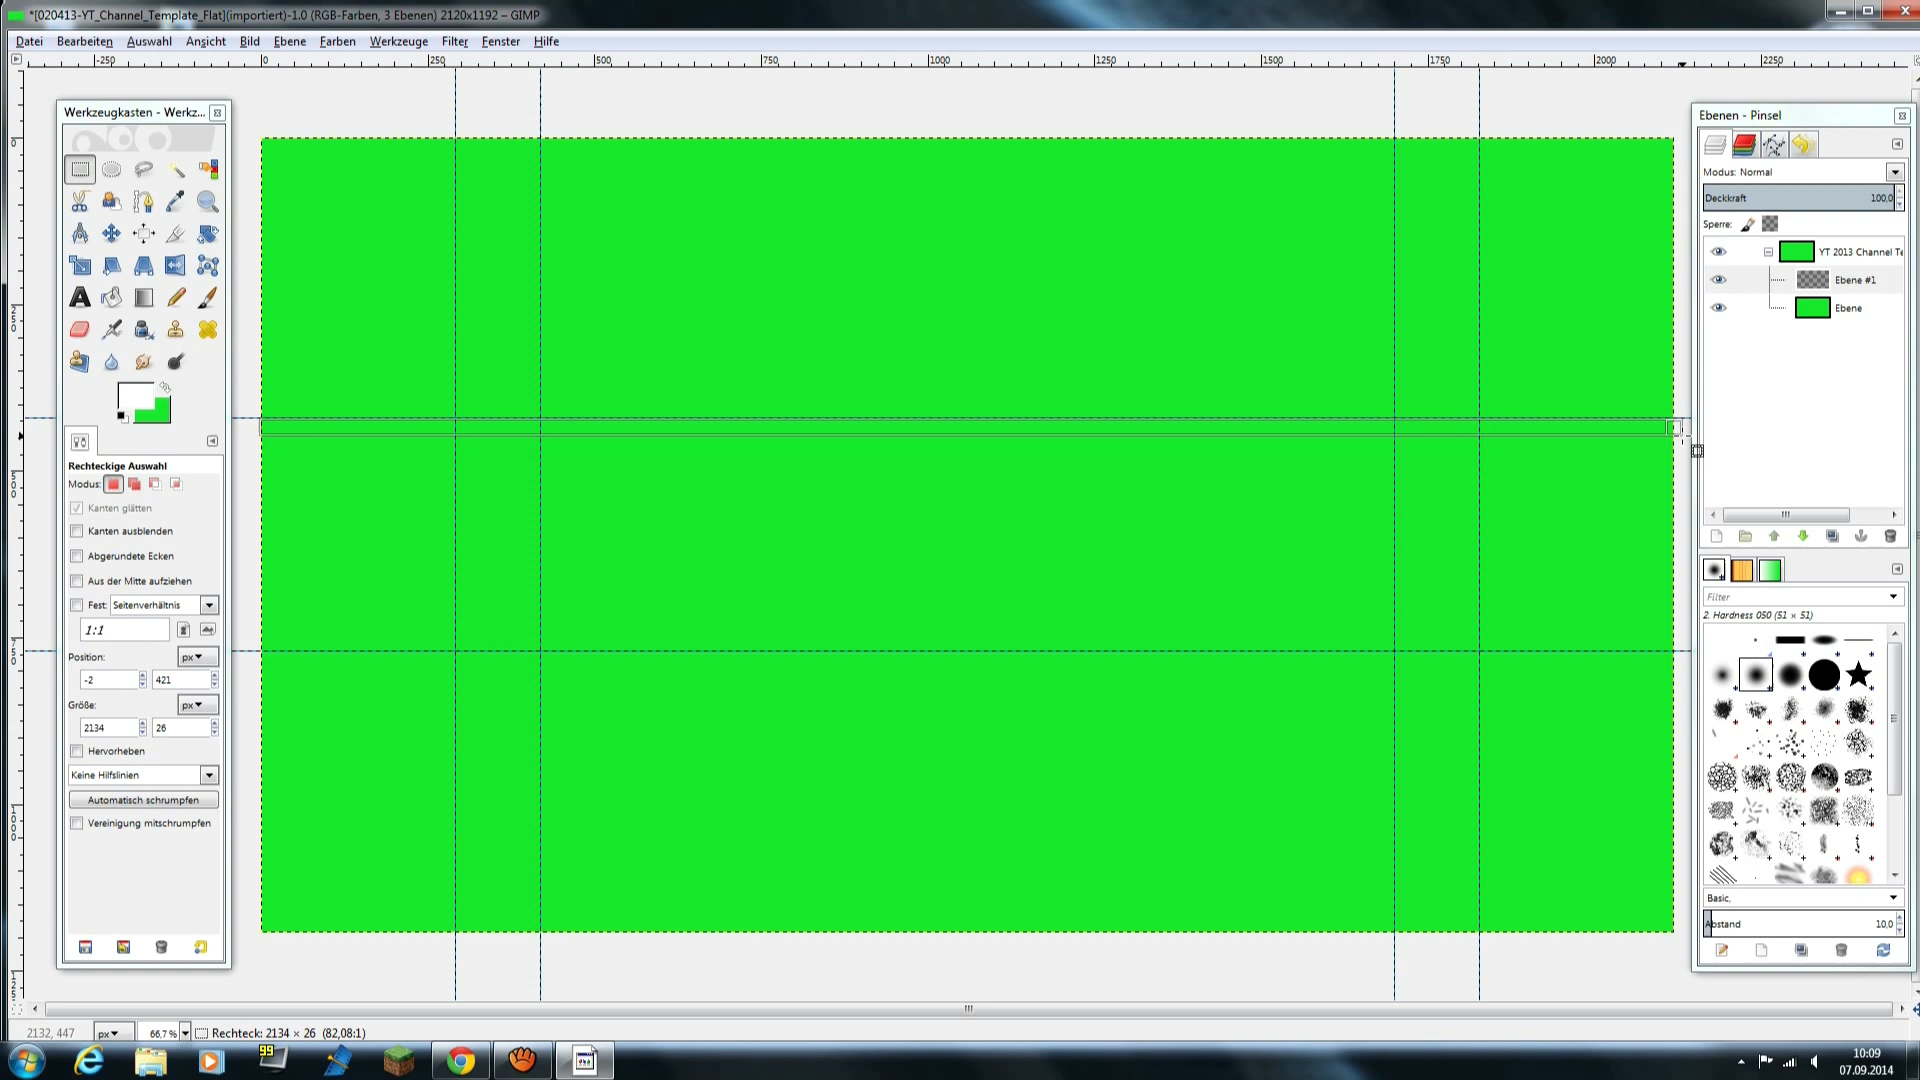 *[020413-YT_Channel_Template_Flat](importiert)-1.0 (RGB-Farben, 3 Ebenen) 2120x1192 – GIMP
Datei Bearbeiten Auswahl Ansicht Bild Ebene Farben Werkzeuge Filter Fenster Hilfe
-250 0 250 500 750 1000 1250 1500 1750 2000 2250
Werkzeugkasten - Werkz...
Rechteckige Auswahl
Modus:
Kanten glätten
Kanten ausblenden
Abgerundete Ecken
Aus der Mitte aufziehen
Fest: Seitenverhältnis
1:1
Position: px
-2 421
Größe: px
2134 26
Hervorheben
Keine Hilfslinien
Automatisch schrumpfen
Vereinigung mitschrumpfen
Ebenen - Pinsel
Modus: Normal
Deckkraft 100,0
Sperre:
YT 2013 Channel Te
Ebene #1
Ebene
Filter
2. Hardness 050 (51 × 51)
Basic,
Abstand 10,0
2132, 447 px 66,7 % Rechteck: 2134 × 26 (82,08:1)
99
10:09
07.09.2014